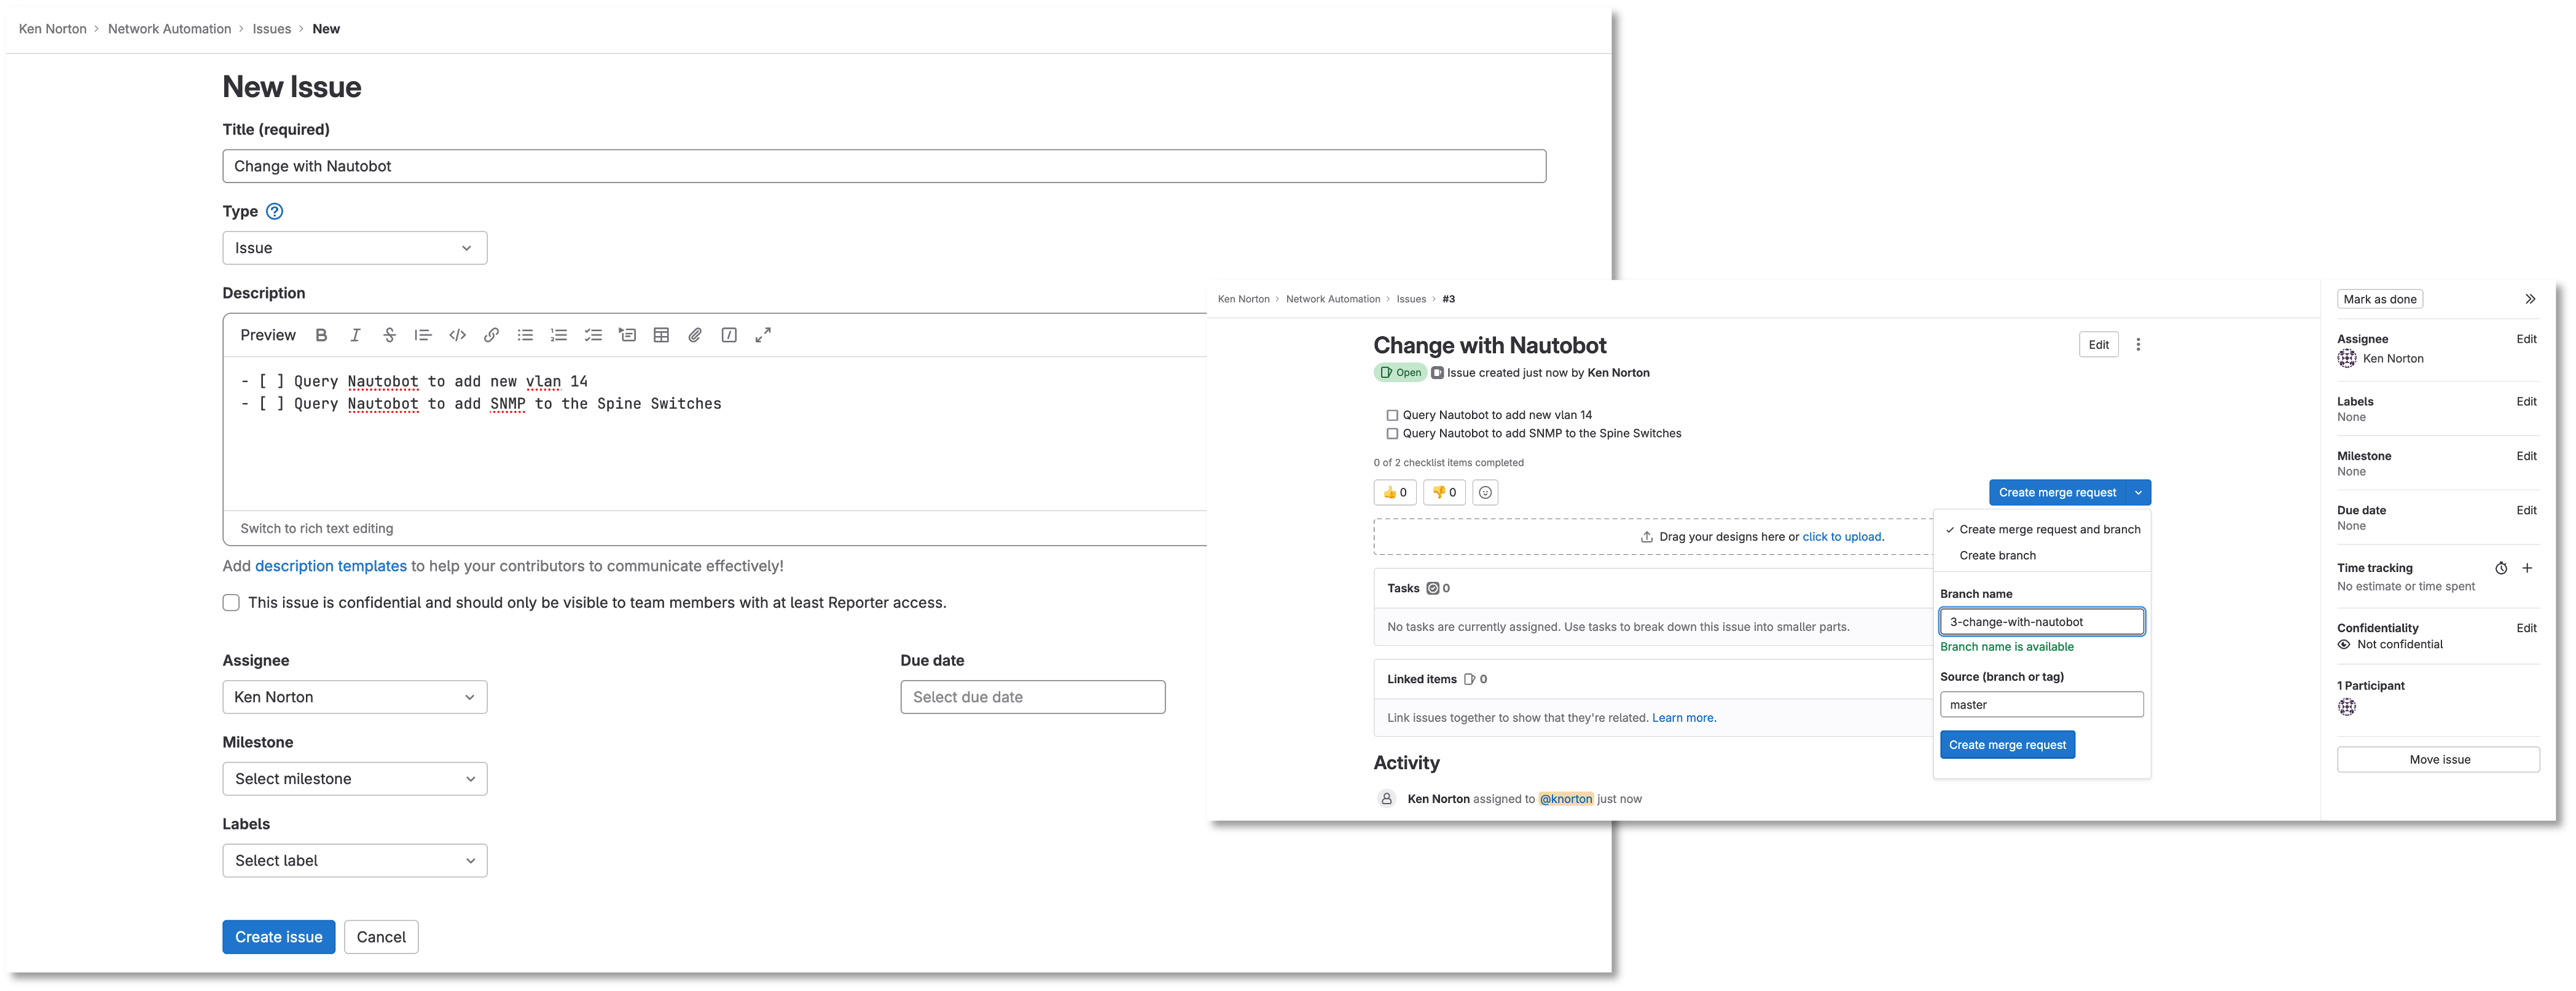 Ken Norton > Network Automation > Issues > New
New Issue
Title (required)
Change with Nautobot
Type
Issue
Description
Preview
- [ ] Query Nautobot to add new vlan 14
- [ ] Query Nautobot to add SNMP to the Spine Switches
Switch to rich text editing
Add description templates to help your contributors to communicate effectively!
This issue is confidential and should only be visible to team members with at least Reporter access.
Assignee
Ken Norton
Due date
Select due date
Milestone
Select milestone
Labels
Select label
Create issue Cancel
Ken Norton > Network Automation > Issues > #3
Change with Nautobot
Edit
Open Issue created just now by Ken Norton
Query Nautobot to add new vlan 14
Query Nautobot to add SNMP to the Spine Switches
0 of 2 checklist items completed
👍 0 👎 0
Create merge request
Create merge request and branch
Create branch
Branch name
3-change-with-nautobot
Branch name is available
Source (branch or tag)
master
Create merge request
Drag your designs here or click to upload.
Tasks 0
No tasks are currently assigned. Use tasks to break down this issue into smaller parts.
Linked items 0
Link issues together to show that they're related. Learn more.
Activity
Ken Norton assigned to @knorton just now
Mark as done
Assignee Edit
Ken Norton
Labels Edit
None
Milestone Edit
None
Due date Edit
None
Time tracking
No estimate or time spent
Confidentiality Edit
Not confidential
1 Participant
Move issue